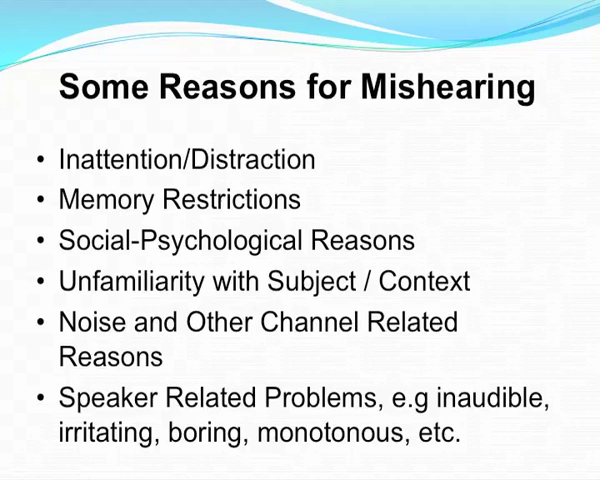 Some Reasons for Mishearing
• Inattention/Distraction
• Memory Restrictions
• Social-Psychological Reasons
• Unfamiliarity with Subject / Context
• Noise and Other Channel Related
Reasons
• Speaker Related Problems, e.g inaudible,
irritating, boring, monotonous, etc.